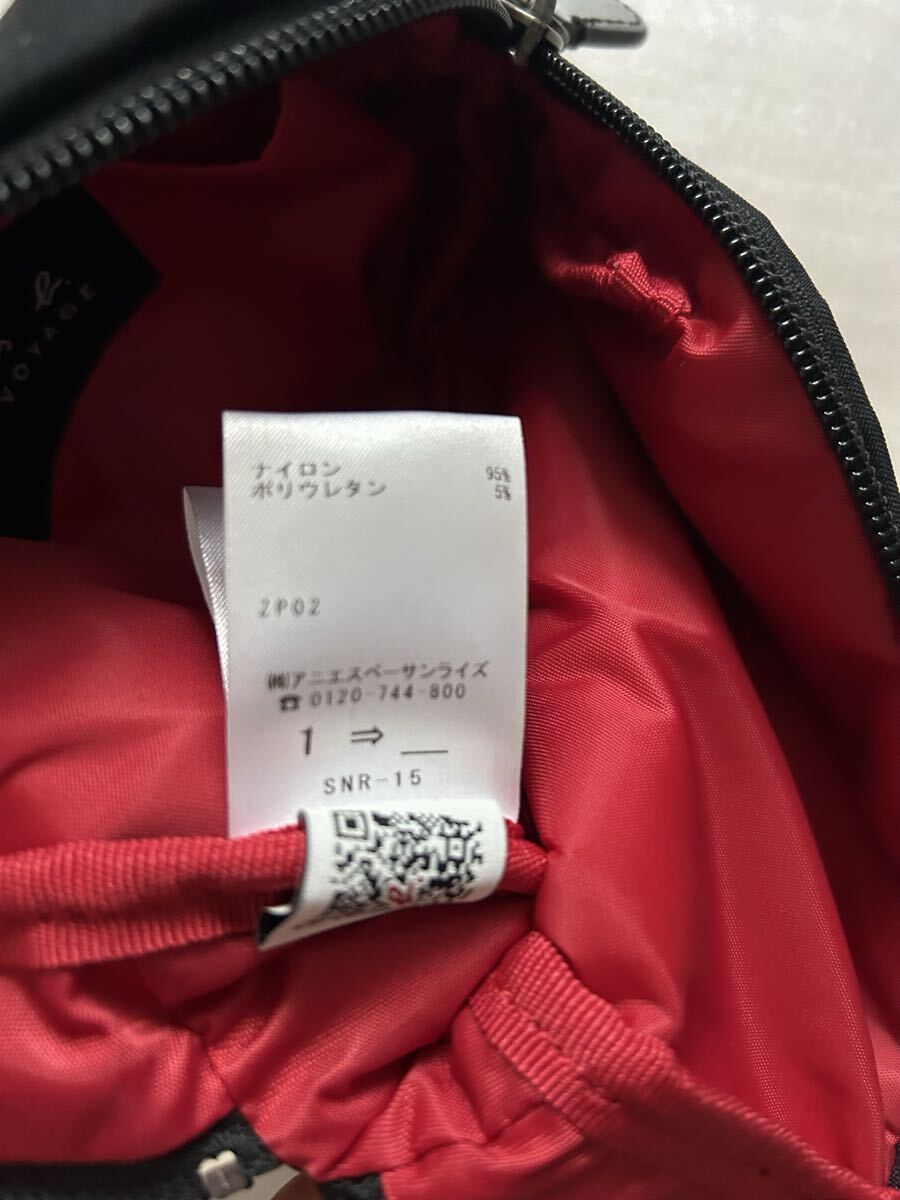 b.
VOYAGE
ナイロン 95%
ポリウレタン 5%
ZP02
㈱アニエスベーサンライズ
☎0120-744-800
1 ⇒ __
SNR-15